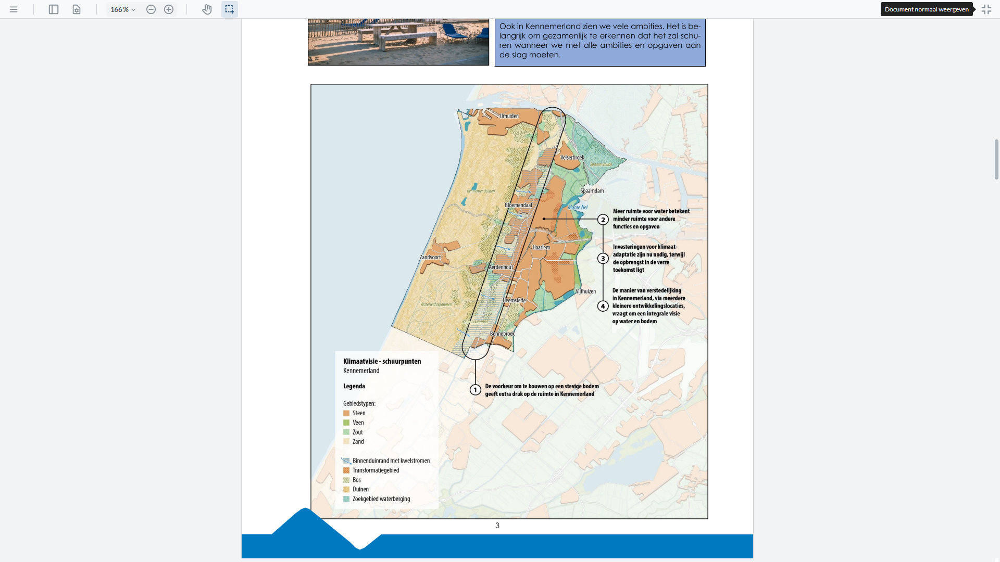 166%
Document normaal weergeven
Ook in Kennemerland zien we vele ambities. Het is be-
langrijk om gezamenlijk te erkennen dat het zal schu-
ren wanneer we met alle ambities en opgaven aan
de slag moeten.
IJmuiden
Velserbroek
Spaarnwoude
Kennemer duinen
Spaarndam
Bloemendaal
Mooie Nel
Meer ruimte voor water betekent
2
minder ruimte voor andere
functies en opgaven
Haarlem
Zandvoort
Investeringen voor klimaat-
adaptatie zijn nu nodig, terwijl
3
de opbrengst in de verre
toekomst ligt
Aerdenhout
Vijfhuizen
De manier van verstedelijking
in Kennemerland, via meerdere
4
kleinere ontwikkelingslocaties,
vraagt om een integrale visie
op water en bodem
Heemstede
Waterleidingduinen
Binnenduinrand
Bennebroek
Klimaatvisie - schuurpunten
Kennemerland
1
De voorkeur om te bouwen op een stevige bodem
geeft extra druk op de ruimte in Kennemerland
Legenda
Gebiedstypen:
Steen
Veen
Zout
Zand
Binnenduinrand met kwelstromen
Transformatiegebied
Bos
Duinen
Zoekgebied waterberging
3